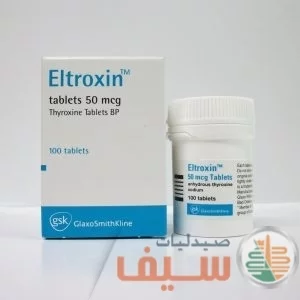 Eltroxin™
tablets 50 mcg
Thyroxine Tablets BP
100 tablets
gsk GlaxoSmithKline
Eltroxin™
50 mcg Tablets
anhydrous thyroxine
sodium
100 tablets
صيدليات
سيف